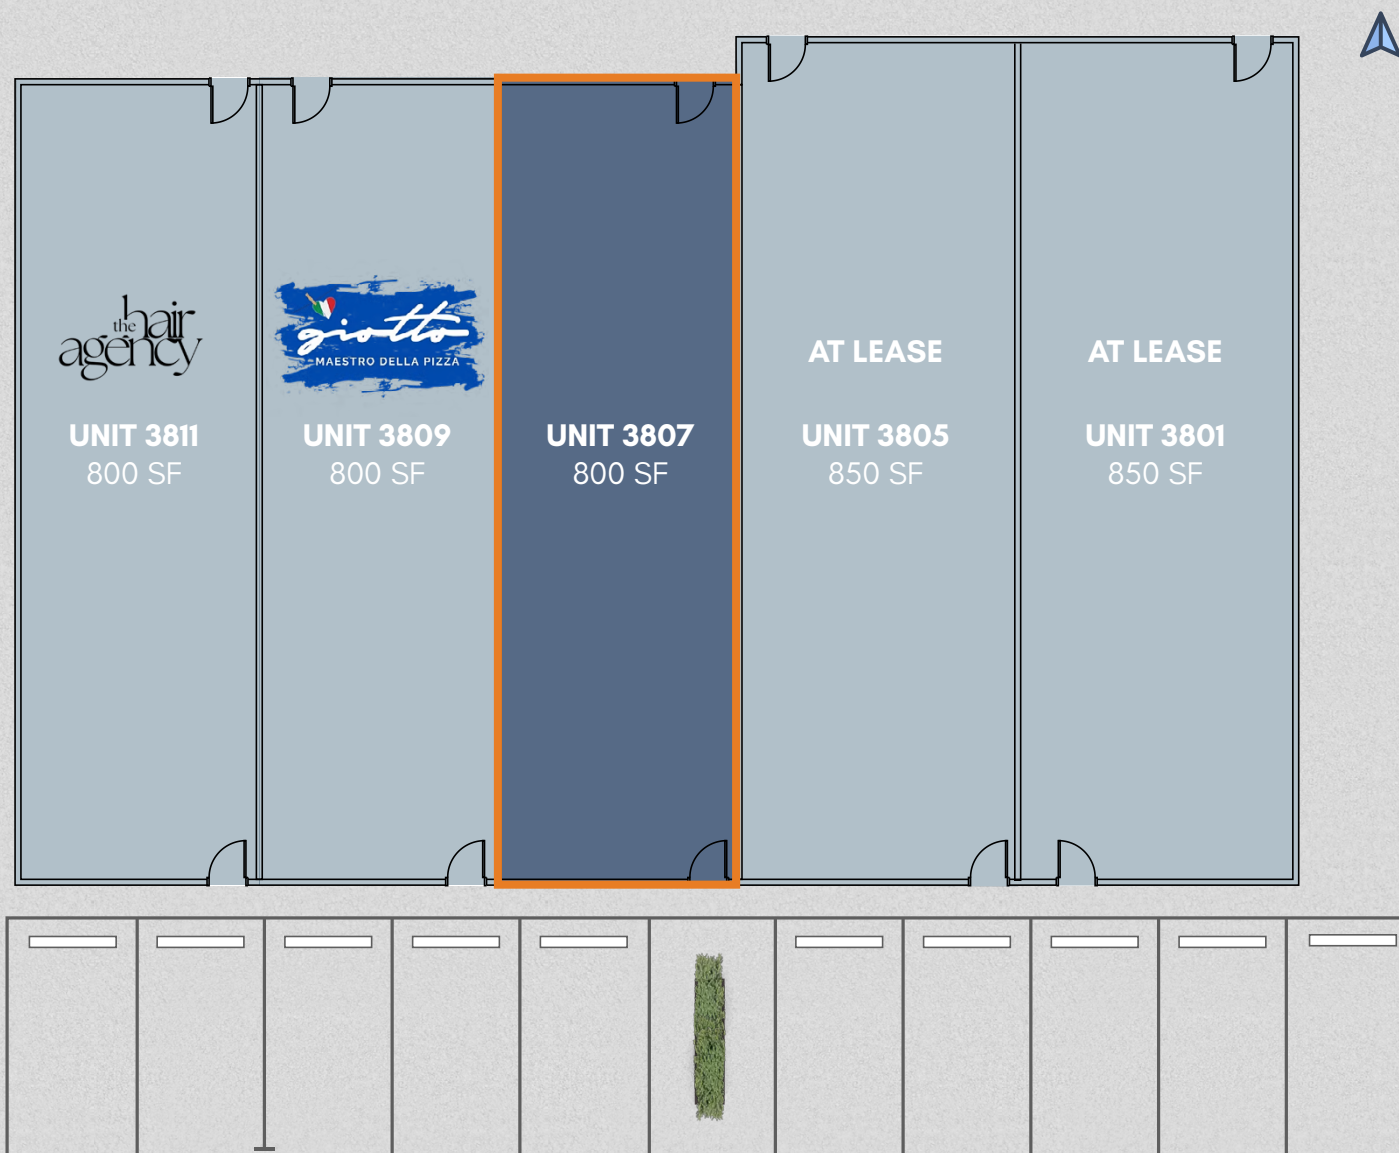 the hair
agency
UNIT 3811
800 SF
giotto
MAESTRO DELLA PIZZA
UNIT 3809
800 SF
UNIT 3807
800 SF
AT LEASE
UNIT 3805
850 SF
AT LEASE
UNIT 3801
850 SF